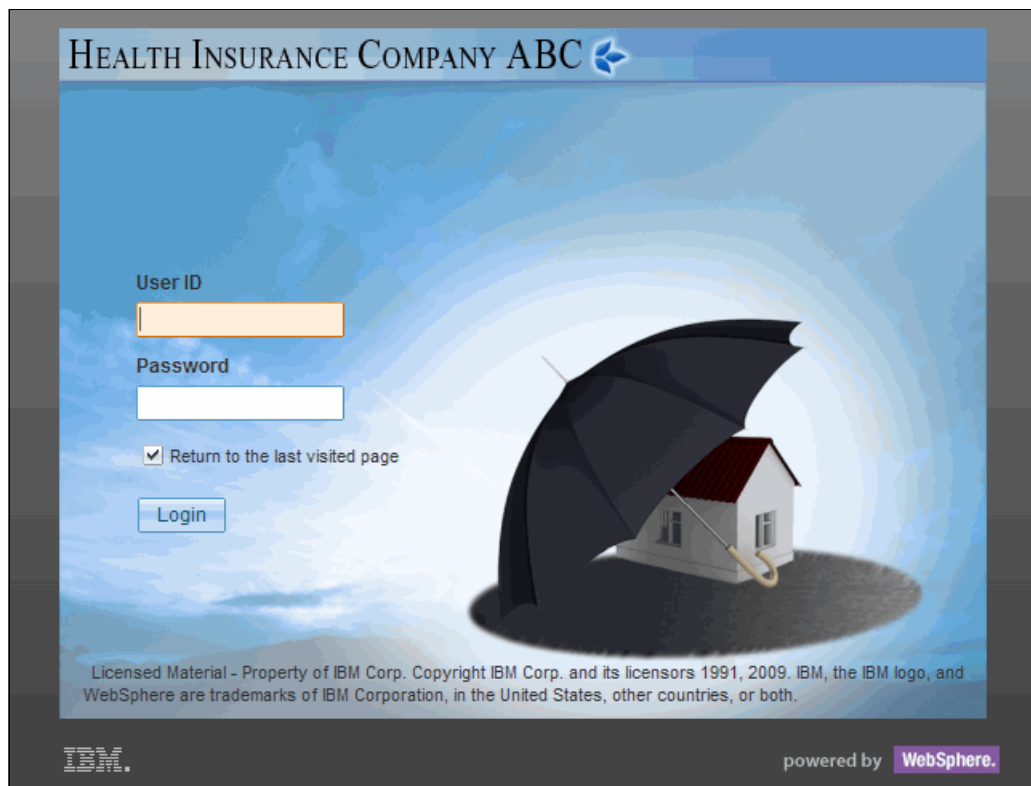 HEALTH INSURANCE COMPANY ABC
User ID
Password
Return to the last visited page
Login
Licensed Material - Property of IBM Corp. Copyright IBM Corp. and its licensors 1991, 2009. IBM, the IBM logo, and
WebSphere are trademarks of IBM Corporation, in the United States, other countries, or both.
IBM.
powered by WebSphere.